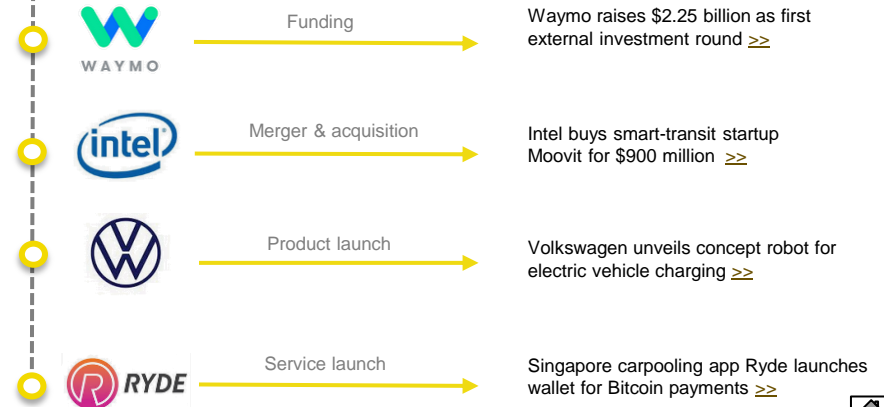 Funding
Waymo raises $2.25 billion as first
external investment round >>
WAYMO
Merger & acquisition
Intel buys smart-transit startup
Moovit for $900 million >>
intel
Product launch
Volkswagen unveils concept robot for
electric vehicle charging >>
VW
Service launch
Singapore carpooling app Ryde launches
wallet for Bitcoin payments >>
R RYDE